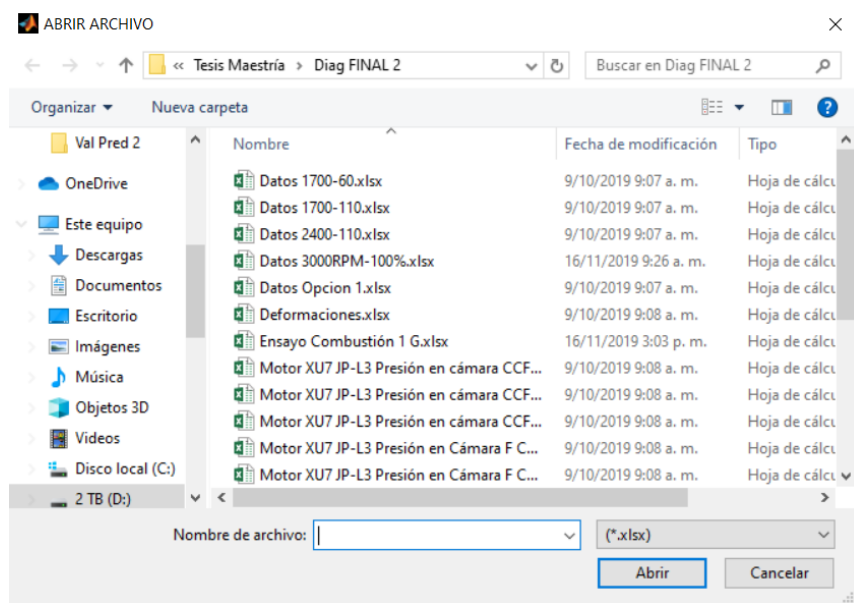 ABRIR ARCHIVO
« Tesis Maestría > Diag FINAL 2
Buscar en Diag FINAL 2
Organizar
Nueva carpeta
Val Pred 2
OneDrive
Este equipo
Descargas
Documentos
Escritorio
Imágenes
Música
Objetos 3D
Videos
Disco local (C:)
2 TB (D:)
Nombre Fecha de modificación Tipo
Datos 1700-60.xlsx 9/10/2019 9:07 a. m. Hoja de cálcu
Datos 1700-110.xlsx 9/10/2019 9:07 a. m. Hoja de cálcu
Datos 2400-110.xlsx 9/10/2019 9:07 a. m. Hoja de cálcu
Datos 3000RPM-100%.xlsx 16/11/2019 9:26 a. m. Hoja de cálcu
Datos Opcion 1.xlsx 9/10/2019 9:07 a. m. Hoja de cálcu
Deformaciones.xlsx 9/10/2019 9:08 a. m. Hoja de cálcu
Ensayo Combustión 1 G.xlsx 16/11/2019 3:03 p. m. Hoja de cálcu
Motor XU7 JP-L3 Presión en cámara CCF... 9/10/2019 9:08 a. m. Hoja de cálcu
Motor XU7 JP-L3 Presión en cámara CCF... 9/10/2019 9:08 a. m. Hoja de cálcu
Motor XU7 JP-L3 Presión en cámara CCF... 9/10/2019 9:08 a. m. Hoja de cálcu
Motor XU7 JP-L3 Presión en Cámara F C... 9/10/2019 9:08 a. m. Hoja de cálcu
Motor XU7 JP-L3 Presión en Cámara F C... 9/10/2019 9:08 a. m. Hoja de cálcu
Nombre de archivo:
(*.xlsx)
Abrir
Cancelar